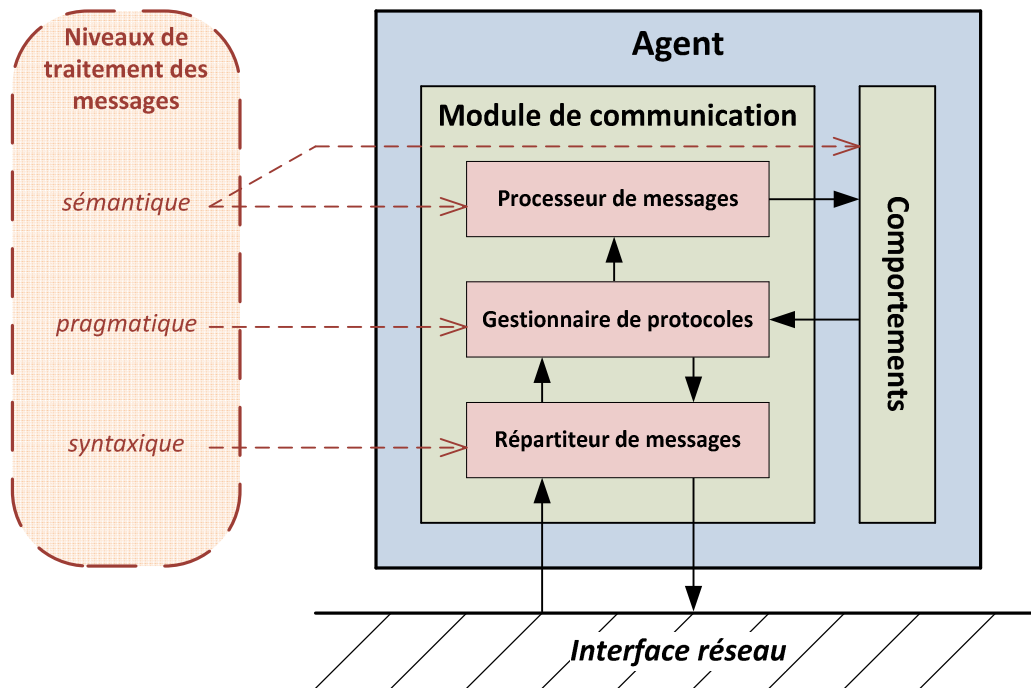 Niveaux de
traitement des
messages
sémantique
pragmatique
syntaxique
Agent
Module de communication
Processeur de messages
Gestionnaire de protocoles
Répartiteur de messages
Comportements
Interface réseau